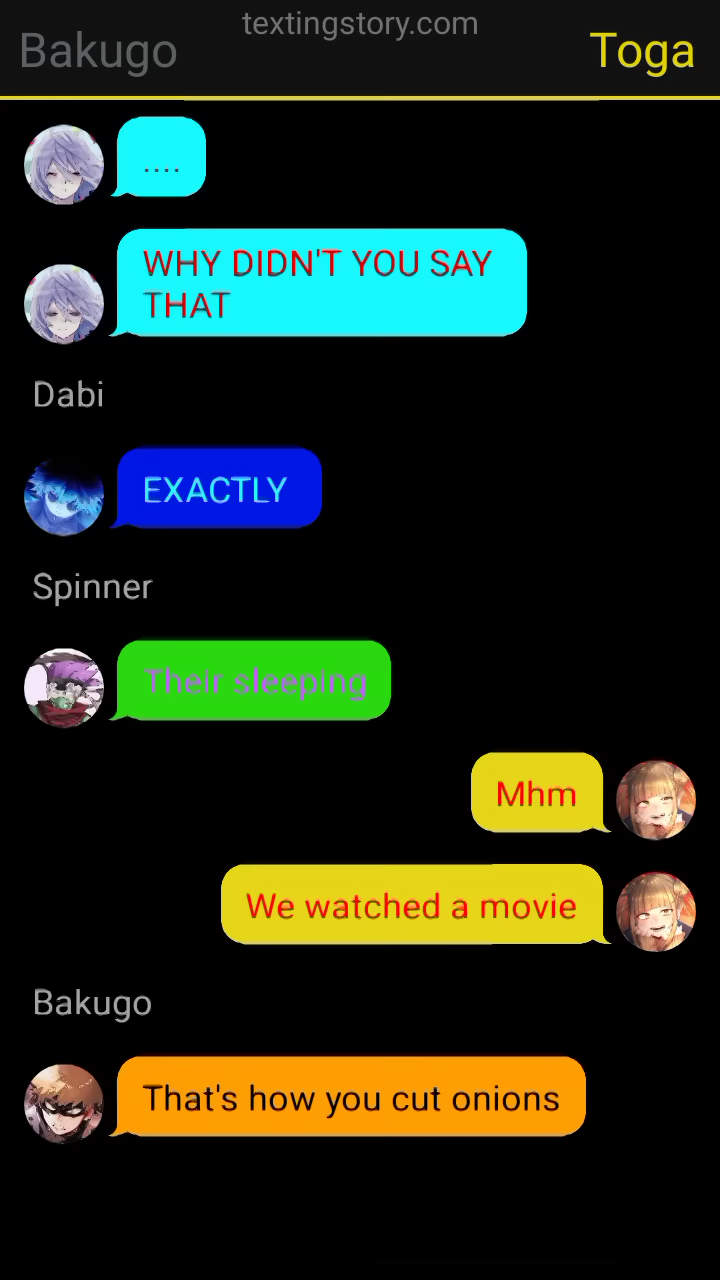 textingstory.com
Bakugo
Toga
....
WHY DIDN'T YOU SAY
THAT
Dabi
EXACTLY
Spinner
Their sleeping
Mhm
We watched a movie
Bakugo
That's how you cut onions